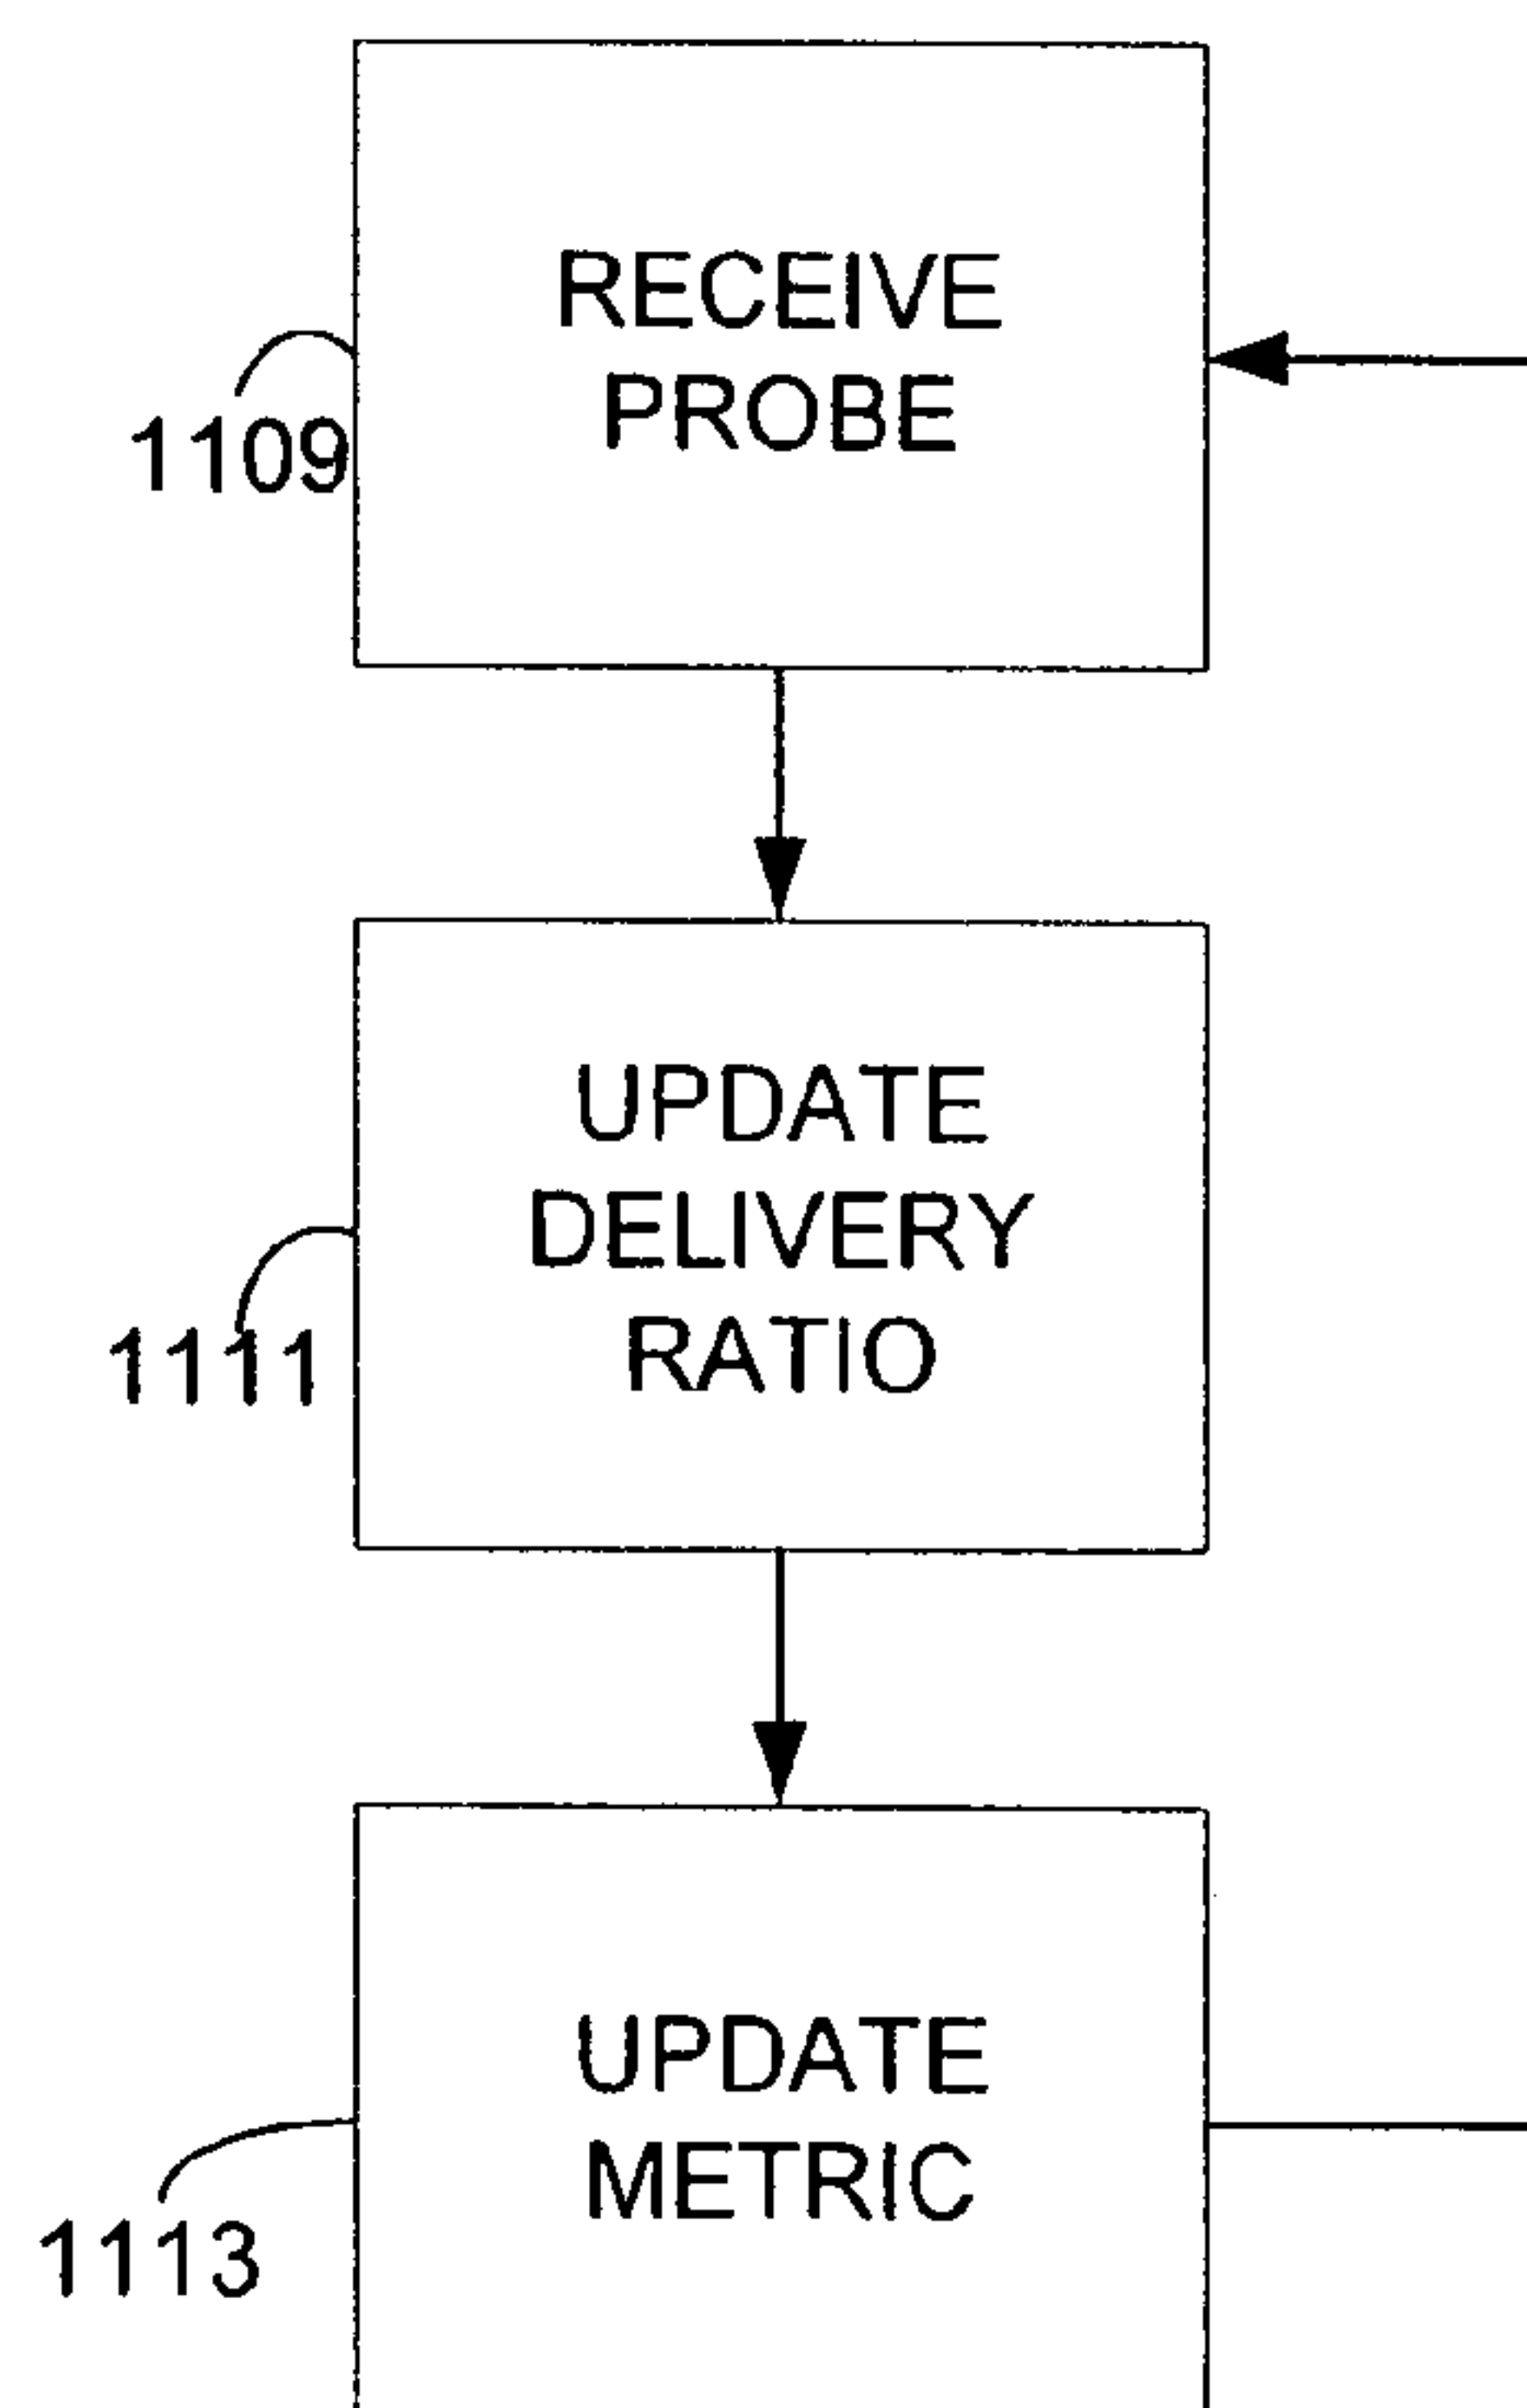 RECEIVE
PROBE
1109
UPDATE
DELIVERY
RATIO
1111
UPDATE
METRIC
1113